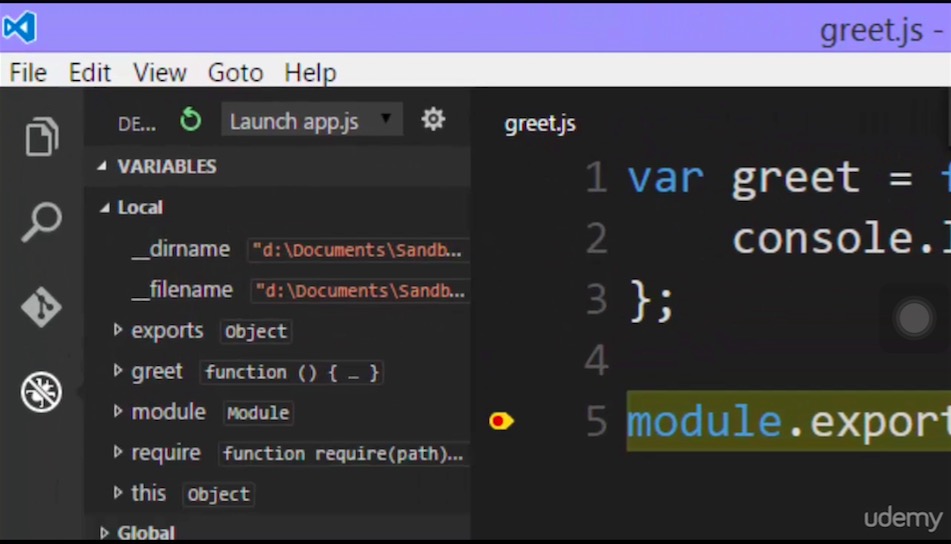 greet.js -
File Edit View Goto Help
DE... Launch app.js
greet.js
VARIABLES
Local
__dirname "d:\Documents\Sandb...
__filename "d:\Documents\Sandb...
exports Object
greet function () { … }
module Module
require function require(path)...
this Object
Global
1 var greet = f
2 console.l
3 };
4
5 module.export
udemy